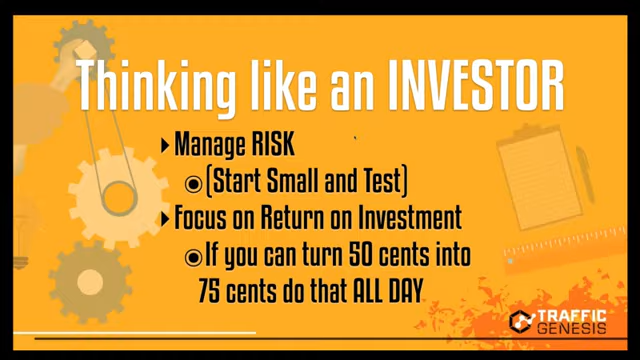 Thinking like an INVESTOR
Manage RISK
(Start Small and Test)
Focus on Return on Investment
If you can turn 50 cents into
75 cents do that ALL DAY
TRAFFIC
GENESIS